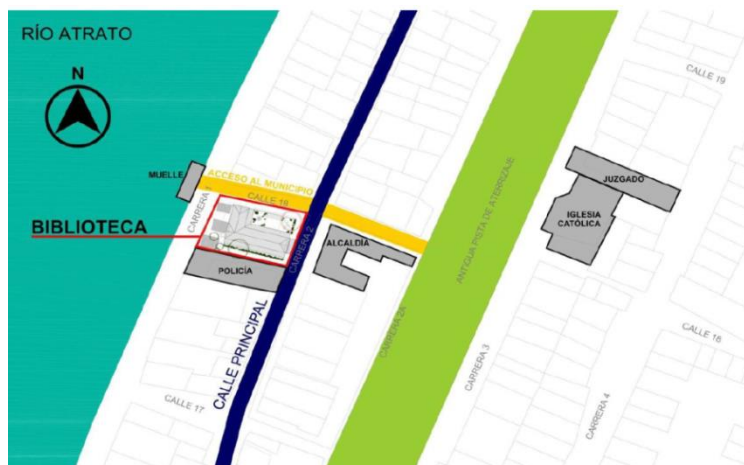 RÍO ATRATO
N
CALLE 19
MUELLE
ACCESO AL MUNICIPIO
CALLE 18
CARRERA 1
BIBLIOTECA
POLICÍA
CARRERA 2
ALCALDÍA
ANTIGUA PISTA DE ATERRIZAJE
JUZGADO
IGLESIA
CATÓLICA
CALLE PRINCIPAL
CARRERA 2A
CARRERA 3
CALLE 18
CALLE 17
CARRERA 4